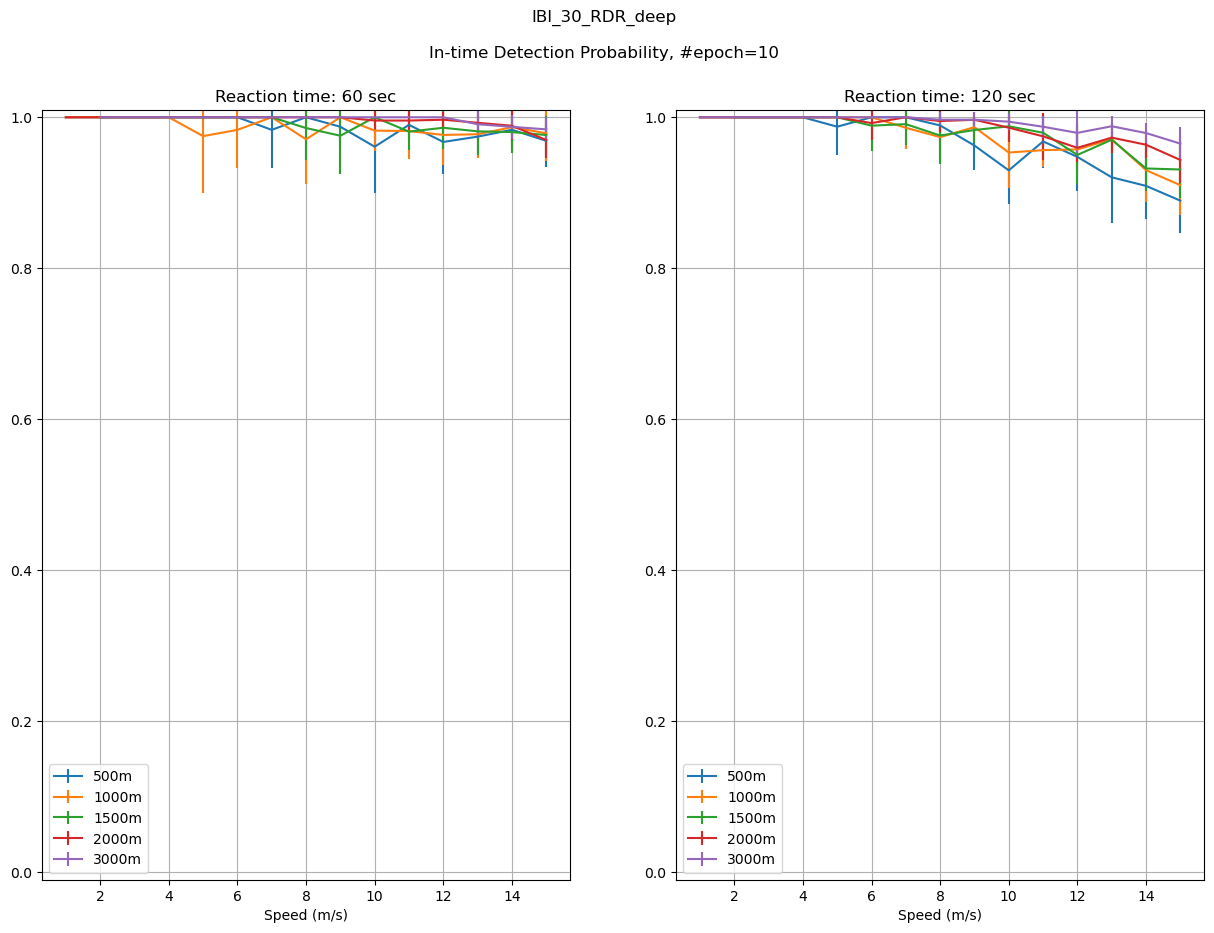 IBI_30_RDR_deep
In-time Detection Probability, #epoch=10
Reaction time: 60 sec
1.0
0.8
0.6
0.4
0.2
0.0
500m
1000m
1500m
2000m
3000m
2 4 6 8 10 12 14
Speed (m/s)
Reaction time: 120 sec
1.0
0.8
0.6
0.4
0.2
0.0
500m
1000m
1500m
2000m
3000m
2 4 6 8 10 12 14
Speed (m/s)